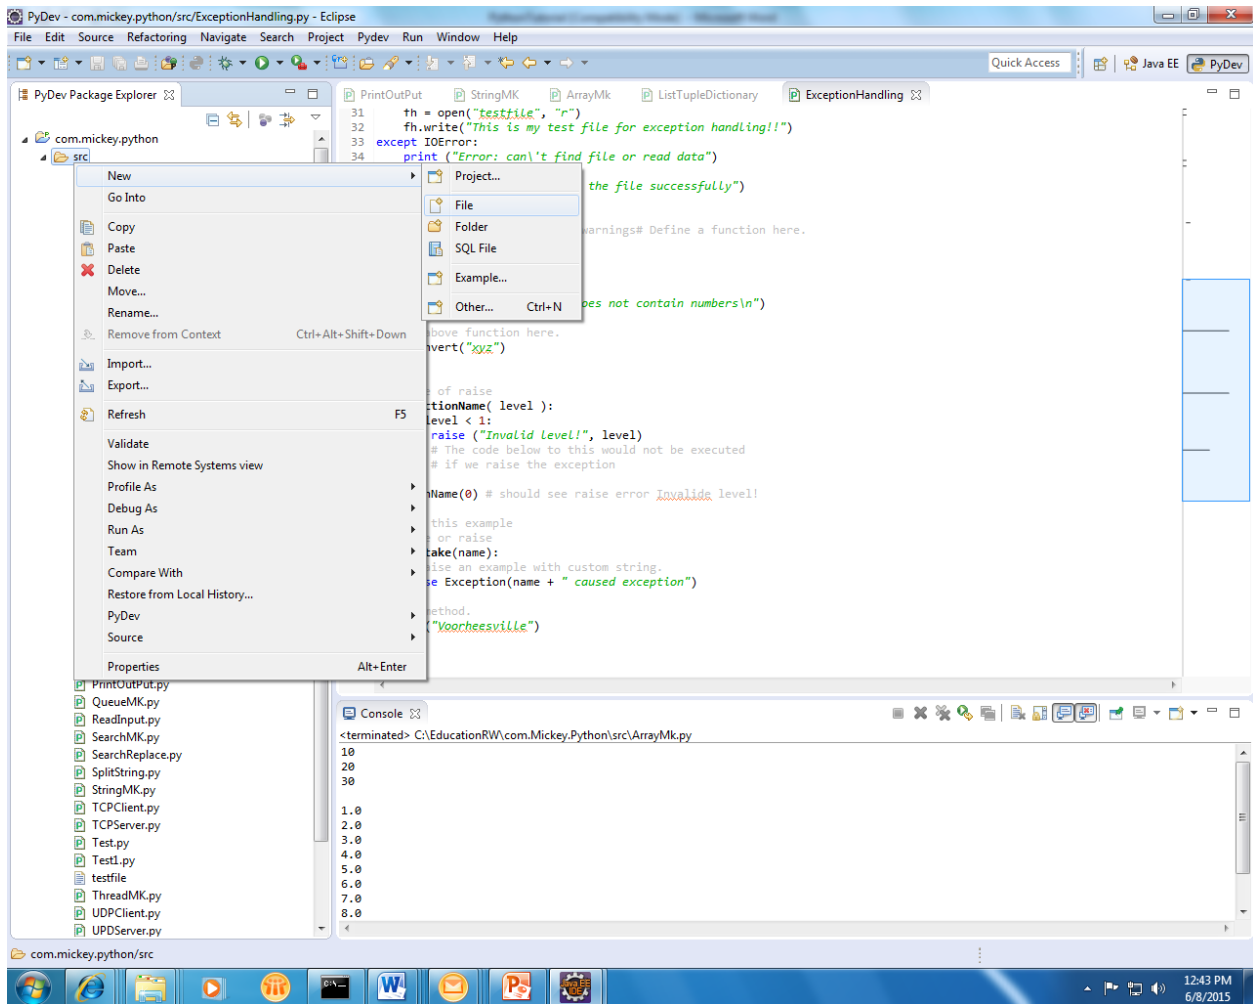 PyDev - com.mickey.python/src/ExceptionHandling.py - Eclipse
File Edit Source Refactoring Navigate Search Project Pydev Run Window Help
Quick Access Java EE PyDev
PyDev Package Explorer
com.mickey.python
src
PrintOutPut StringMK ArrayMk ListTupleDictionary ExceptionHandling
31 fh = open("testfile", "r")
32 fh.write("This is my test file for exception handling!!")
33 except IOError:
34 print ("Error: can\'t find file or read data")
the file successfully")
warnings# Define a function here.
oes not contain numbers\n")
bove function here.
nvert("xyz")
e of raise
ctionName( level ):
level < 1:
raise ("Invalid level!", level)
# The code below to this would not be executed
# if we raise the exception
nName(0) # should see raise error Invalide level!
this example
e or raise
take(name):
aise an example with custom string.
se Exception(name + " caused exception")
method.
("Voorheesville")
New
Go Into
Copy
Paste
Delete
Move...
Rename...
Remove from Context Ctrl+Alt+Shift+Down
Import...
Export...
Refresh F5
Validate
Show in Remote Systems view
Profile As
Debug As
Run As
Team
Compare With
Restore from Local History...
PyDev
Source
Properties Alt+Enter
Project...
File
Folder
SQL File
Example...
Other... Ctrl+N
PrintOutPut.py
QueueMK.py
ReadInput.py
SearchMK.py
SearchReplace.py
SplitString.py
StringMK.py
TCPClient.py
TCPServer.py
Test.py
Test1.py
testfile
ThreadMK.py
UDPClient.py
UPDServer.py
Console
<terminated> C:\EducationRW\com.Mickey.Python\src\ArrayMk.py
10
20
30
1.0
2.0
3.0
4.0
5.0
6.0
7.0
8.0
com.mickey.python/src
12:43 PM
6/8/2015